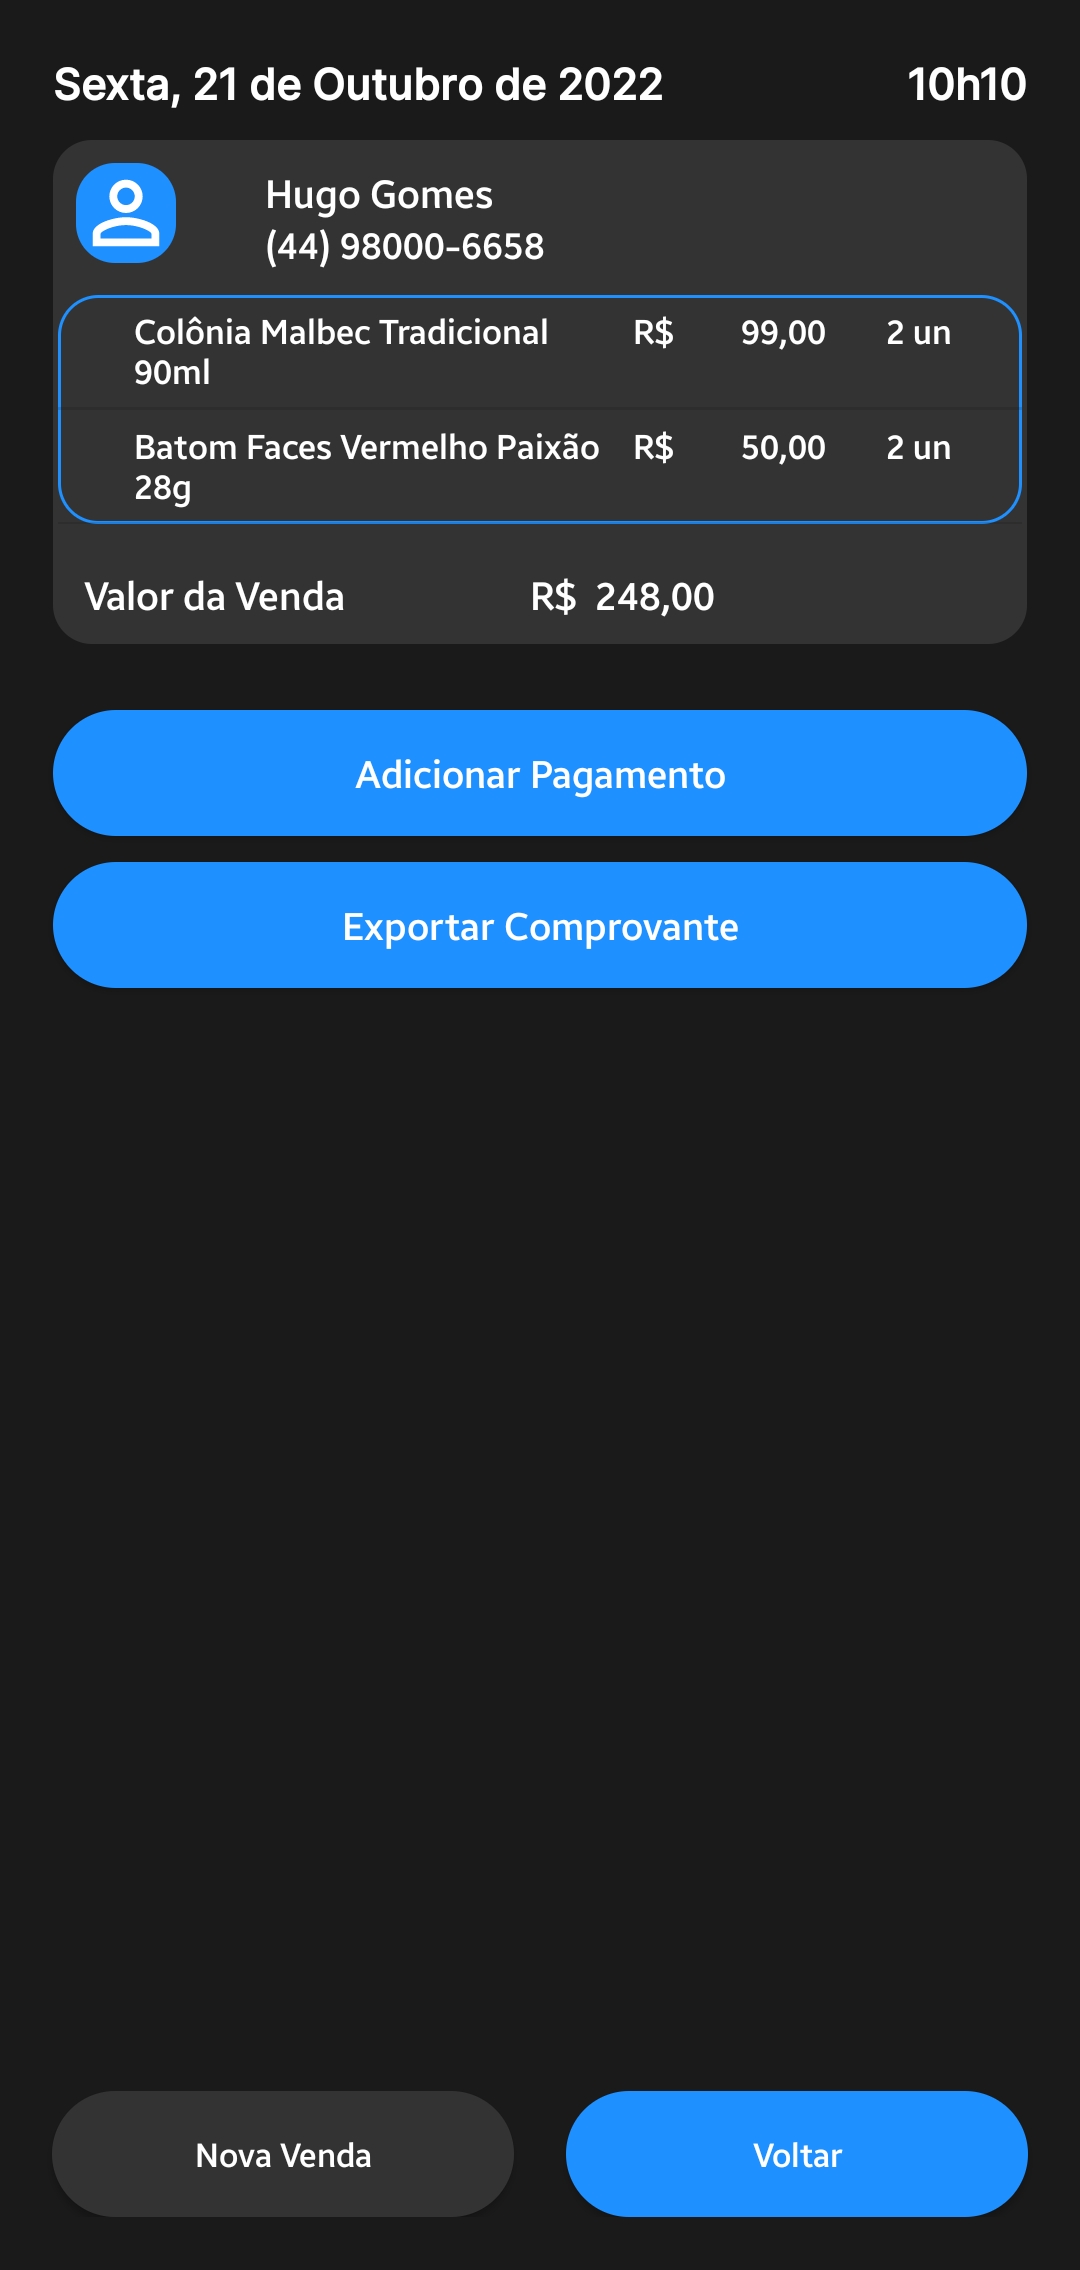 Sexta, 21 de Outubro de 2022 10h10
Hugo Gomes
(44) 98000-6658
Colônia Malbec Tradicional R$ 99,00 2 un
90ml
Batom Faces Vermelho Paixão R$ 50,00 2 un
28g
Valor da Venda R$ 248,00
Adicionar Pagamento
Exportar Comprovante
Nova Venda Voltar